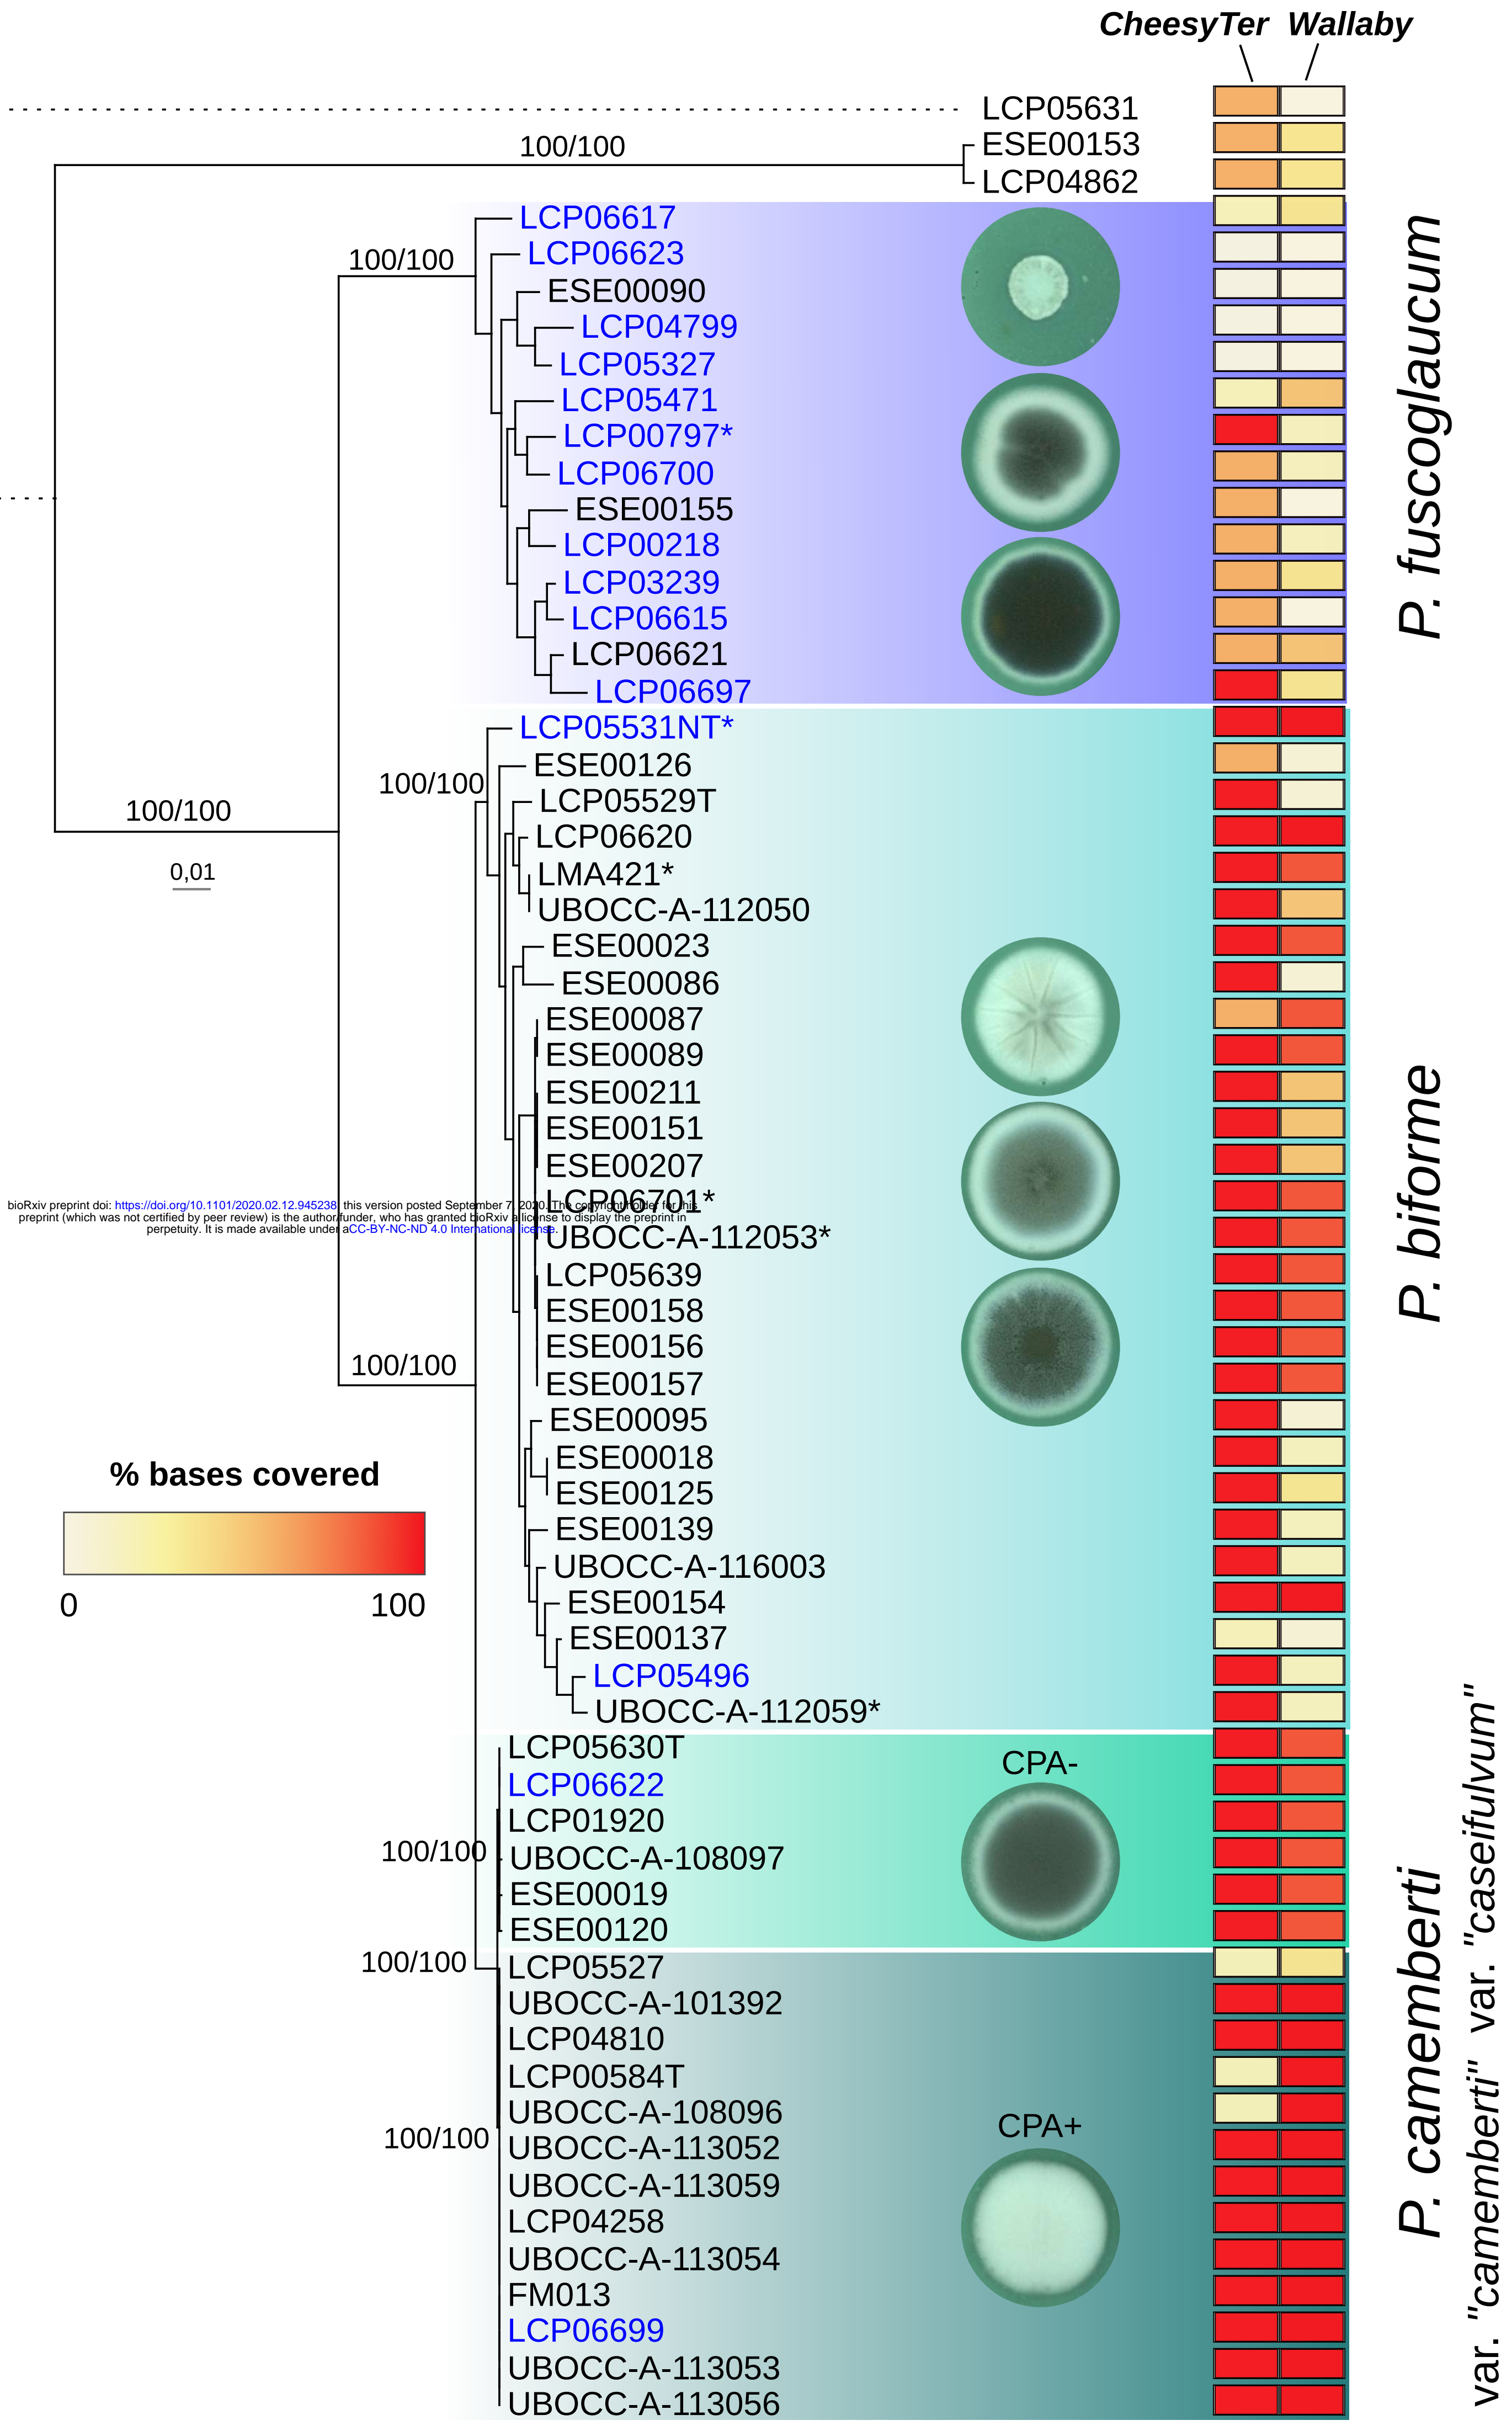 CheesyTer Wallaby
LCP05631
100/100
ESE00153
LCP04862
LCP06617
100/100
LCP06623
ESE00090
LCP04799
LCP05327
LCP05471
LCP00797*
LCP06700
ESE00155
LCP00218
LCP03239
LCP06615
LCP06621
LCP06697
P. fuscoglaucum
LCP05531NT*
ESE00126
100/100
LCP05529T
100/100
LCP06620
0,01
LMA421*
UBOCC-A-112050
ESE00023
ESE00086
ESE00087
ESE00089
ESE00211
ESE00151
ESE00207
LCP06701*
bioRxiv preprint doi: https://doi.org/10.1101/2020.02.12.945238; this version posted September 7, 2020. The copyright holder for this
preprint (which was not certified by peer review) is the author/funder, who has granted bioRxiv a license to display the preprint in
perpetuity. It is made available under aCC-BY-NC-ND 4.0 International license.
UBOCC-A-112053*
LCP05639
ESE00158
ESE00156
100/100
ESE00157
ESE00095
ESE00018
% bases covered
ESE00125
ESE00139
UBOCC-A-116003
0 100
ESE00154
ESE00137
LCP05496
UBOCC-A-112059*
P. biforme
LCP05630T
CPA-
LCP06622
LCP01920
100/100
UBOCC-A-108097
ESE00019
ESE00120
100/100
LCP05527
UBOCC-A-101392
LCP04810
LCP00584T
UBOCC-A-108096
CPA+
100/100
UBOCC-A-113052
UBOCC-A-113059
LCP04258
UBOCC-A-113054
FM013
LCP06699
UBOCC-A-113053
UBOCC-A-113056
P. camemberti
var. "camemberti" var. "caseifulvum"